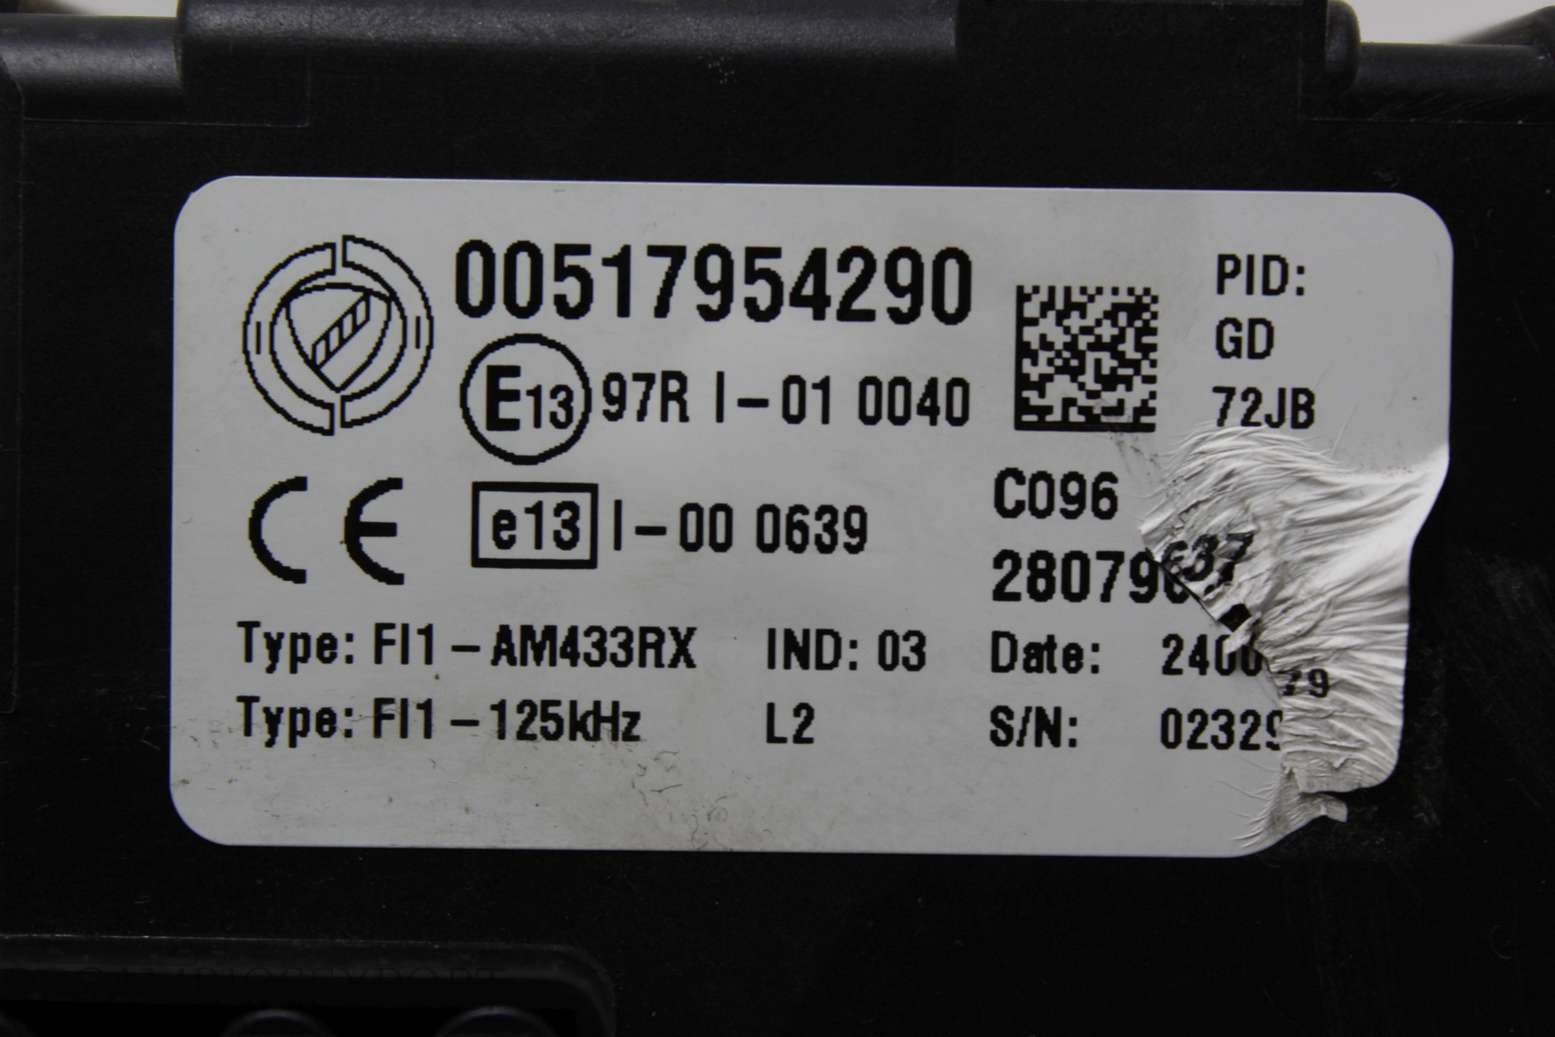 00517954290
E13 97R I-01 0040
e13 I-00 0639
CE
Type: FI1-AM433RX IND: 03
Type: FI1-125kHz L2
PID:
GD
72JB
C096
28079637
Date:
S/N: